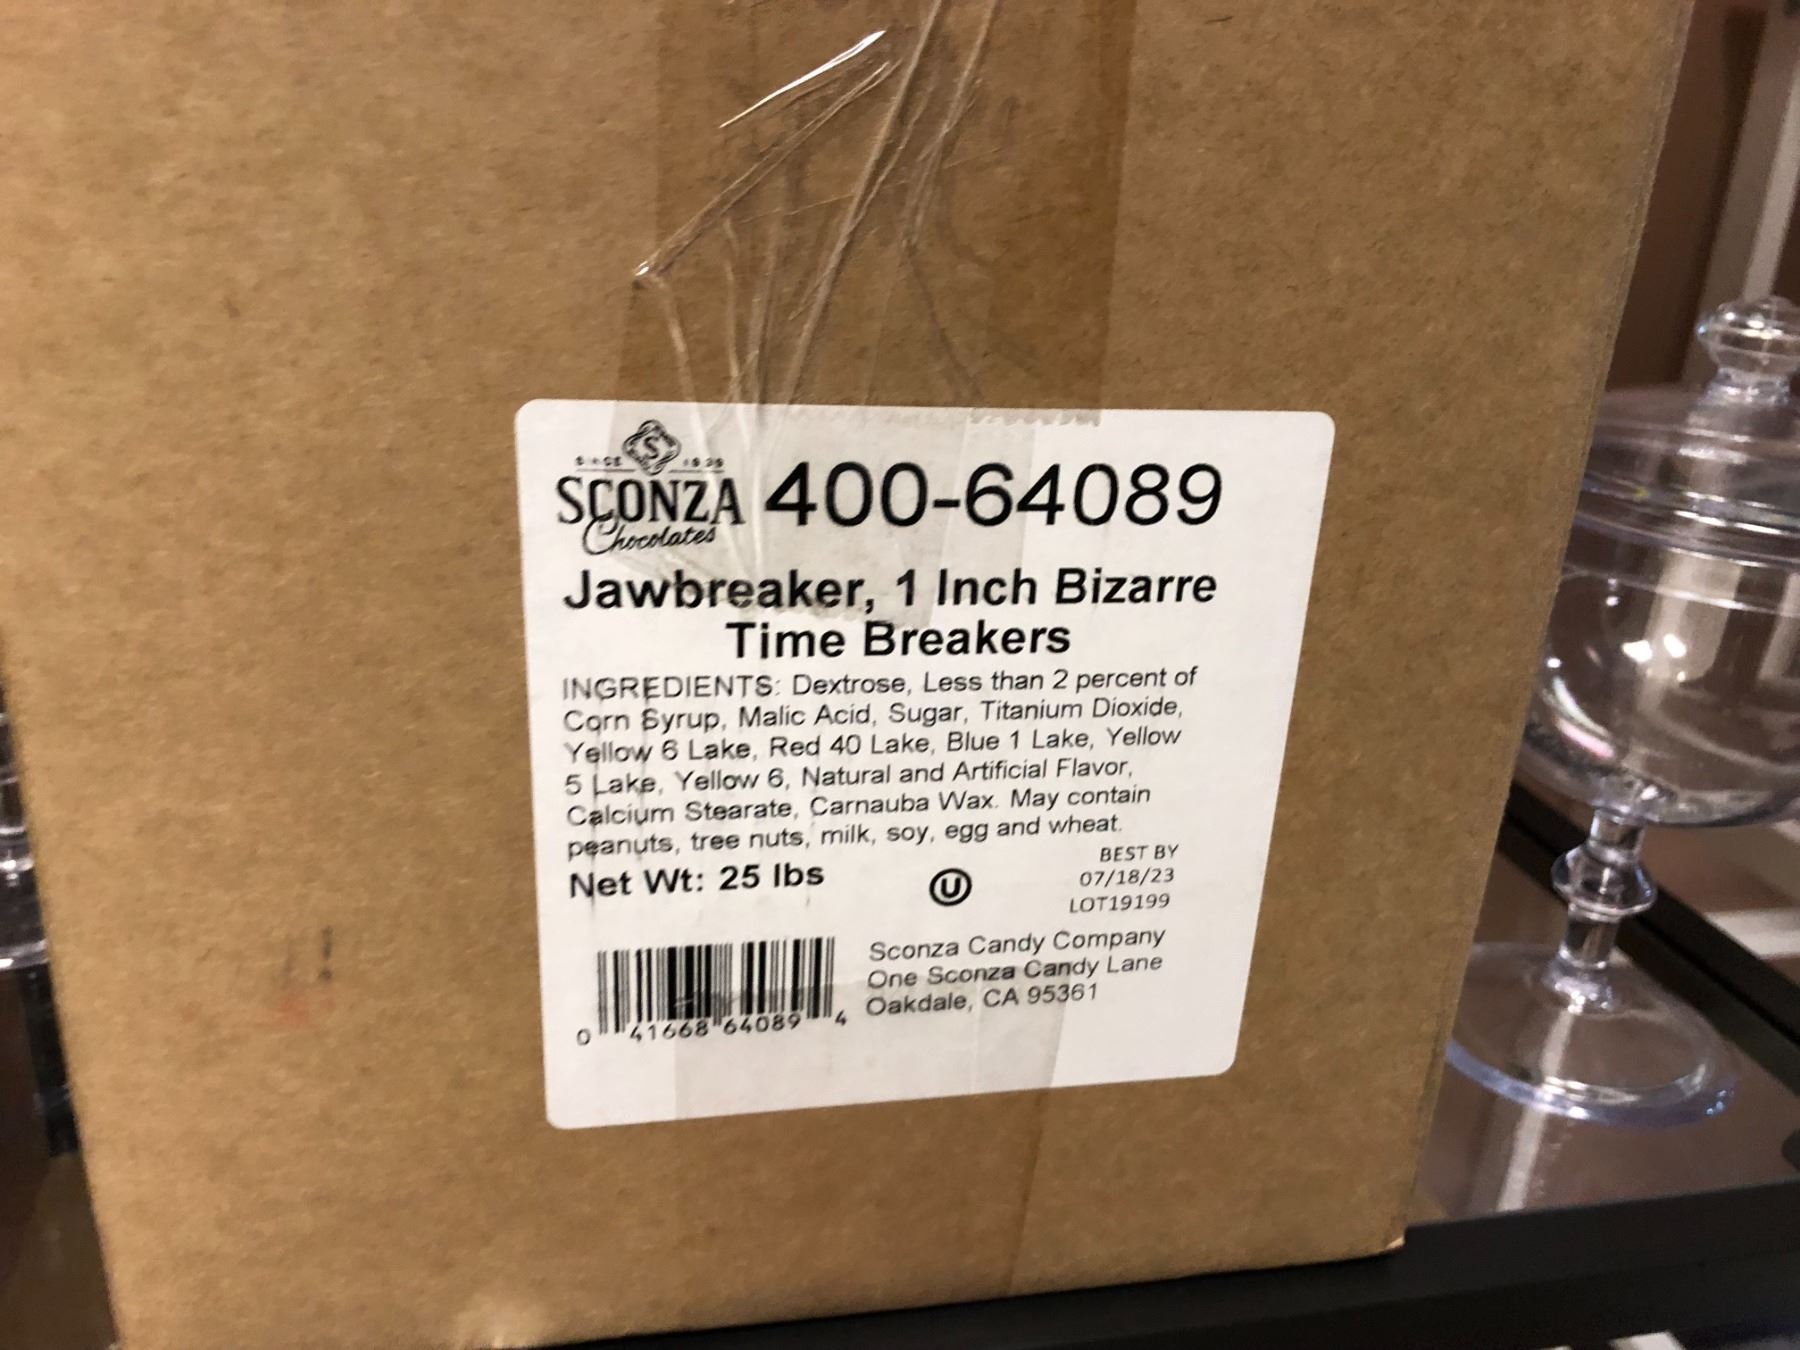 S
SINCE 1939
SCONZA
Chocolates
400-64089
Jawbreaker, 1 Inch Bizarre
Time Breakers
INGREDIENTS: Dextrose, Less than 2 percent of
Corn Syrup, Malic Acid, Sugar, Titanium Dioxide,
Yellow 6 Lake, Red 40 Lake, Blue 1 Lake, Yellow
5 Lake, Yellow 6, Natural and Artificial Flavor,
Calcium Stearate, Carnauba Wax. May contain
peanuts, tree nuts, milk, soy, egg and wheat.
Net Wt: 25 lbs
U
BEST BY
07/18/23
LOT19199
Sconza Candy Company
One Sconza Candy Lane
Oakdale, CA 95361
0 41668 64089 4